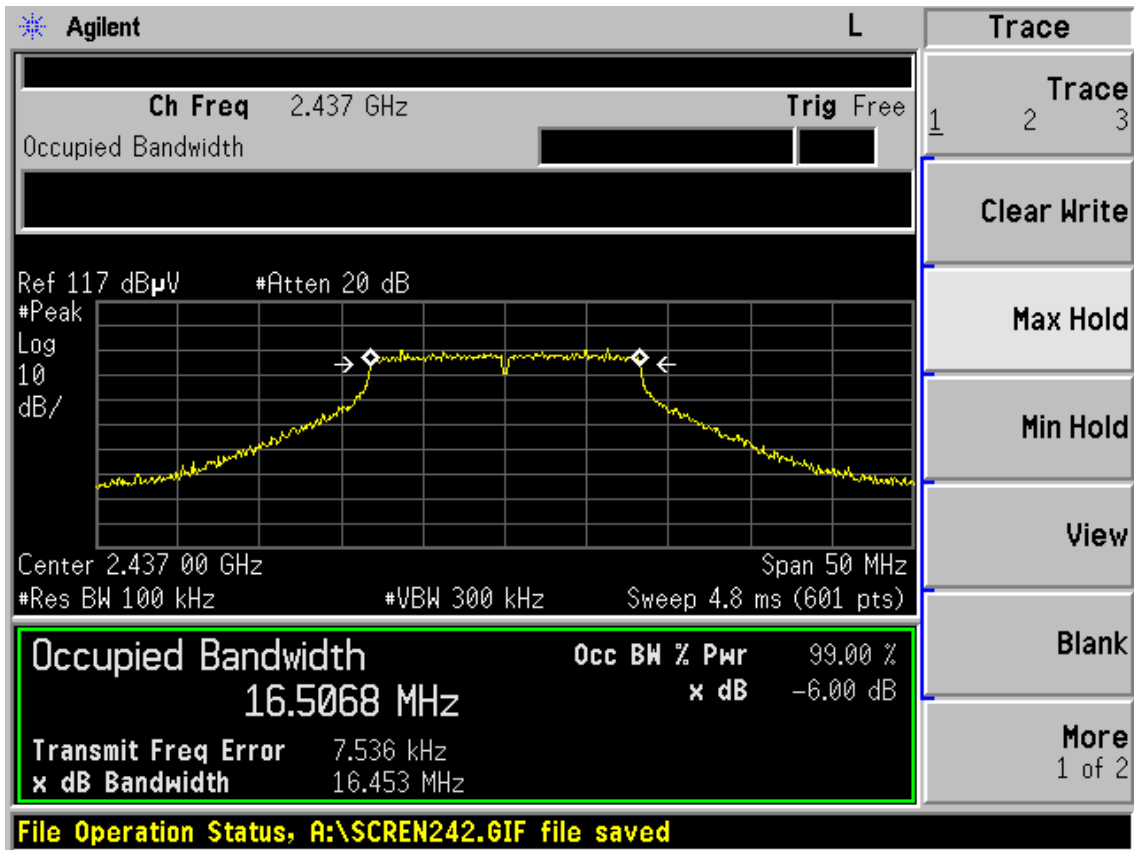 Agilent L Trace
Ch Freq 2.437 GHz Trig Free
Occupied Bandwidth
Trace
1 2 3
Clear Write
Max Hold
Min Hold
View
Blank
More
1 of 2
Ref 117 dBµV #Atten 20 dB
#Peak
Log
10
dB/
Center 2.437 00 GHz Span 50 MHz
#Res BW 100 kHz #VBW 300 kHz Sweep 4.8 ms (601 pts)
Occupied Bandwidth Occ BW % Pwr 99.00 %
16.5068 MHz x dB -6.00 dB
Transmit Freq Error 7.536 kHz
x dB Bandwidth 16.453 MHz
File Operation Status, A:\SCREN242.GIF file saved